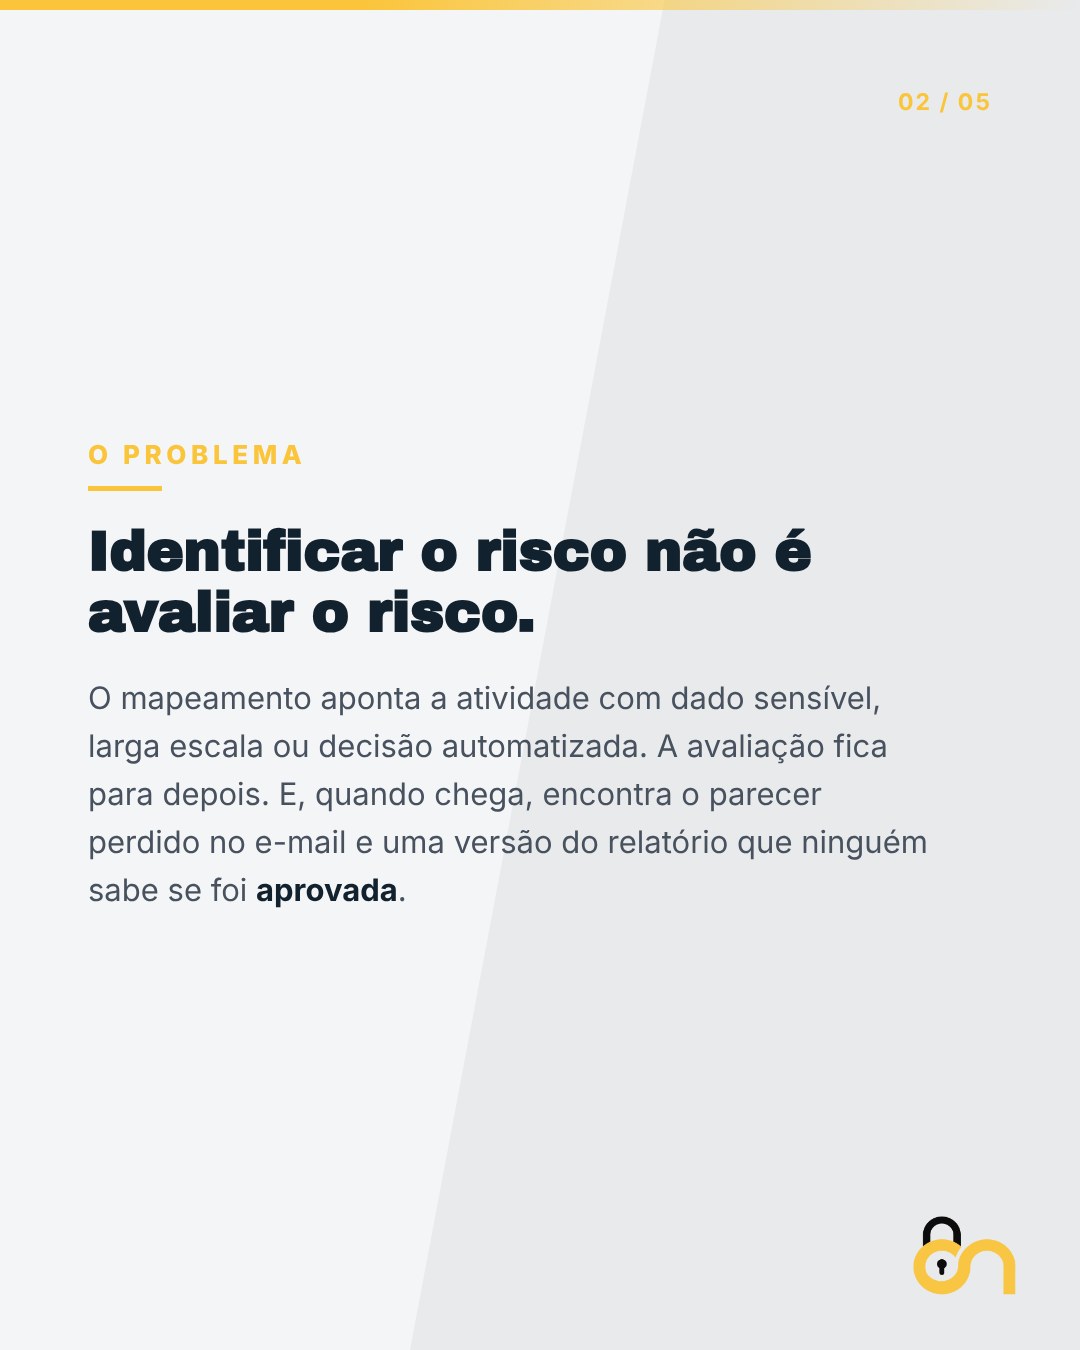 02 / 05
O PROBLEMA
Identificar o risco não é
avaliar o risco.
O mapeamento aponta a atividade com dado sensível,
larga escala ou decisão automatizada. A avaliação fica
para depois. E, quando chega, encontra o parecer
perdido no e-mail e uma versão do relatório que ninguém
sabe se foi aprovada.
on